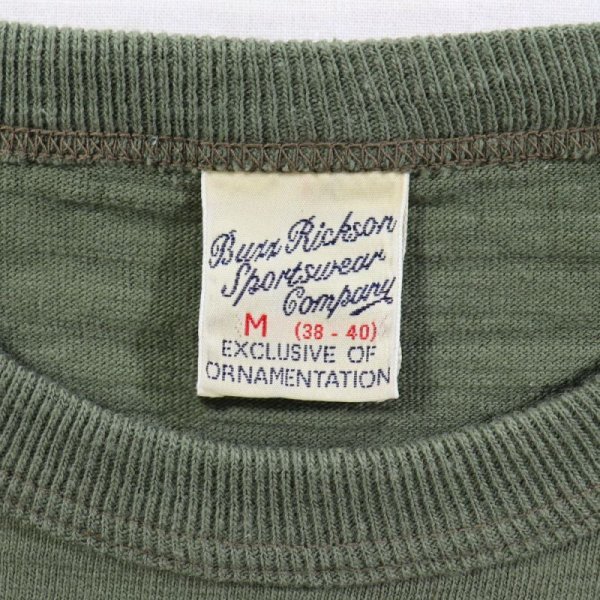 Buzz Rickson
Sportswear
Company
M (38 - 40)
EXCLUSIVE OF
ORNAMENTATION